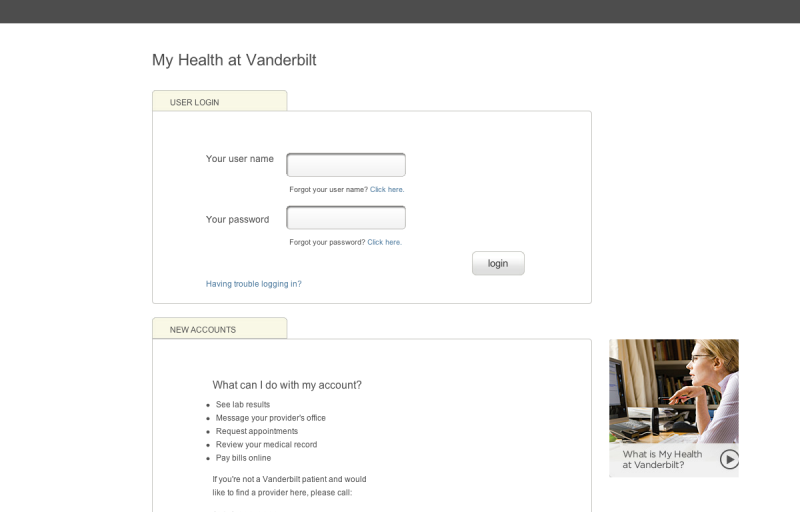 My Health at Vanderbilt
USER LOGIN
Your user name
Forgot your user name? Click here.
Your password
Forgot your password? Click here.
login
Having trouble logging in?
NEW ACCOUNTS
What can I do with my account?
See lab results
Message your provider's office
Request appointments
Review your medical record
Pay bills online
If you're not a Vanderbilt patient and would
like to find a provider here, please call:
What is My Health
at Vanderbilt?